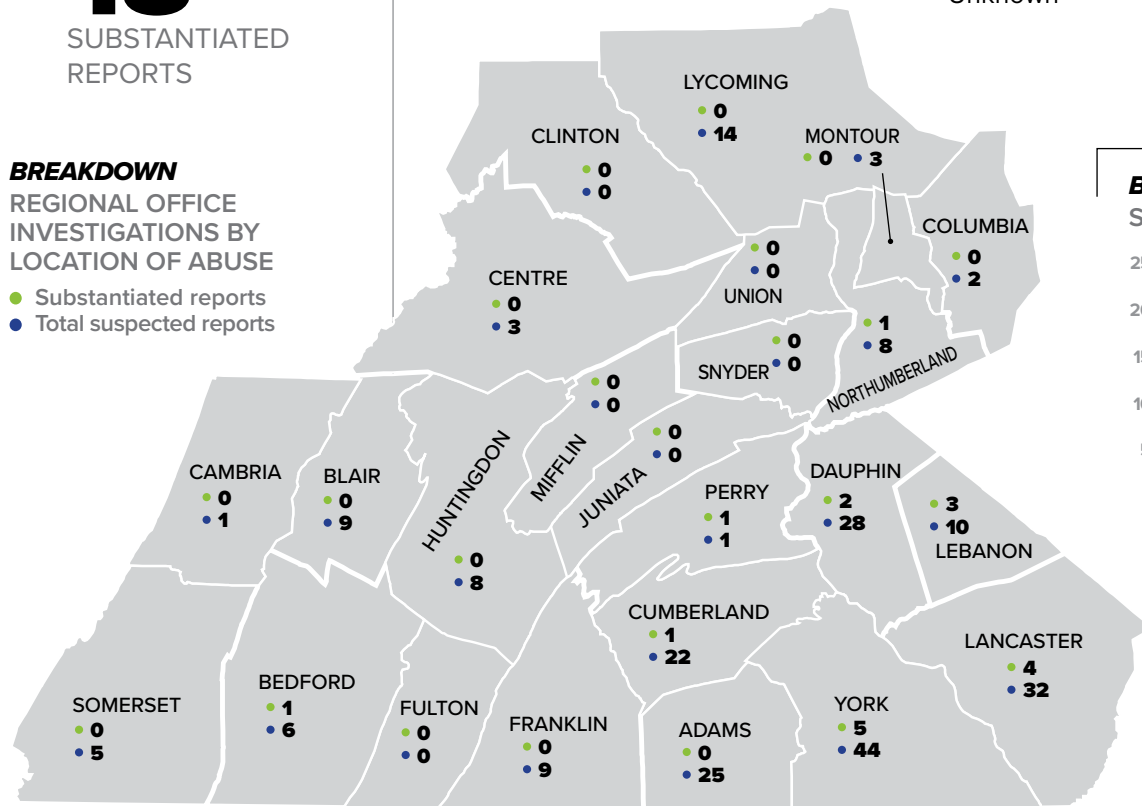 SUBSTANTIATED
REPORTS
BREAKDOWN
REGIONAL OFFICE
INVESTIGATIONS BY
LOCATION OF ABUSE
Substantiated reports
Total suspected reports
LYCOMING
0
14
CLINTON
0
0
MONTOUR
0 3
COLUMBIA
0
2
CENTRE
0
3
0
0
UNION
SNYDER
0
0
1
8
NORTHUMBERLAND
0
0
MIFFLIN
0
0
JUNIATA
CAMBRIA
0
1
BLAIR
0
9
HUNTINGDON
0
8
PERRY
1
1
DAUPHIN
2
28
3
10
LEBANON
CUMBERLAND
1
22
LANCASTER
4
32
SOMERSET
0
5
BEDFORD
1
6
FULTON
0
0
FRANKLIN
0
9
ADAMS
0
25
YORK
5
44